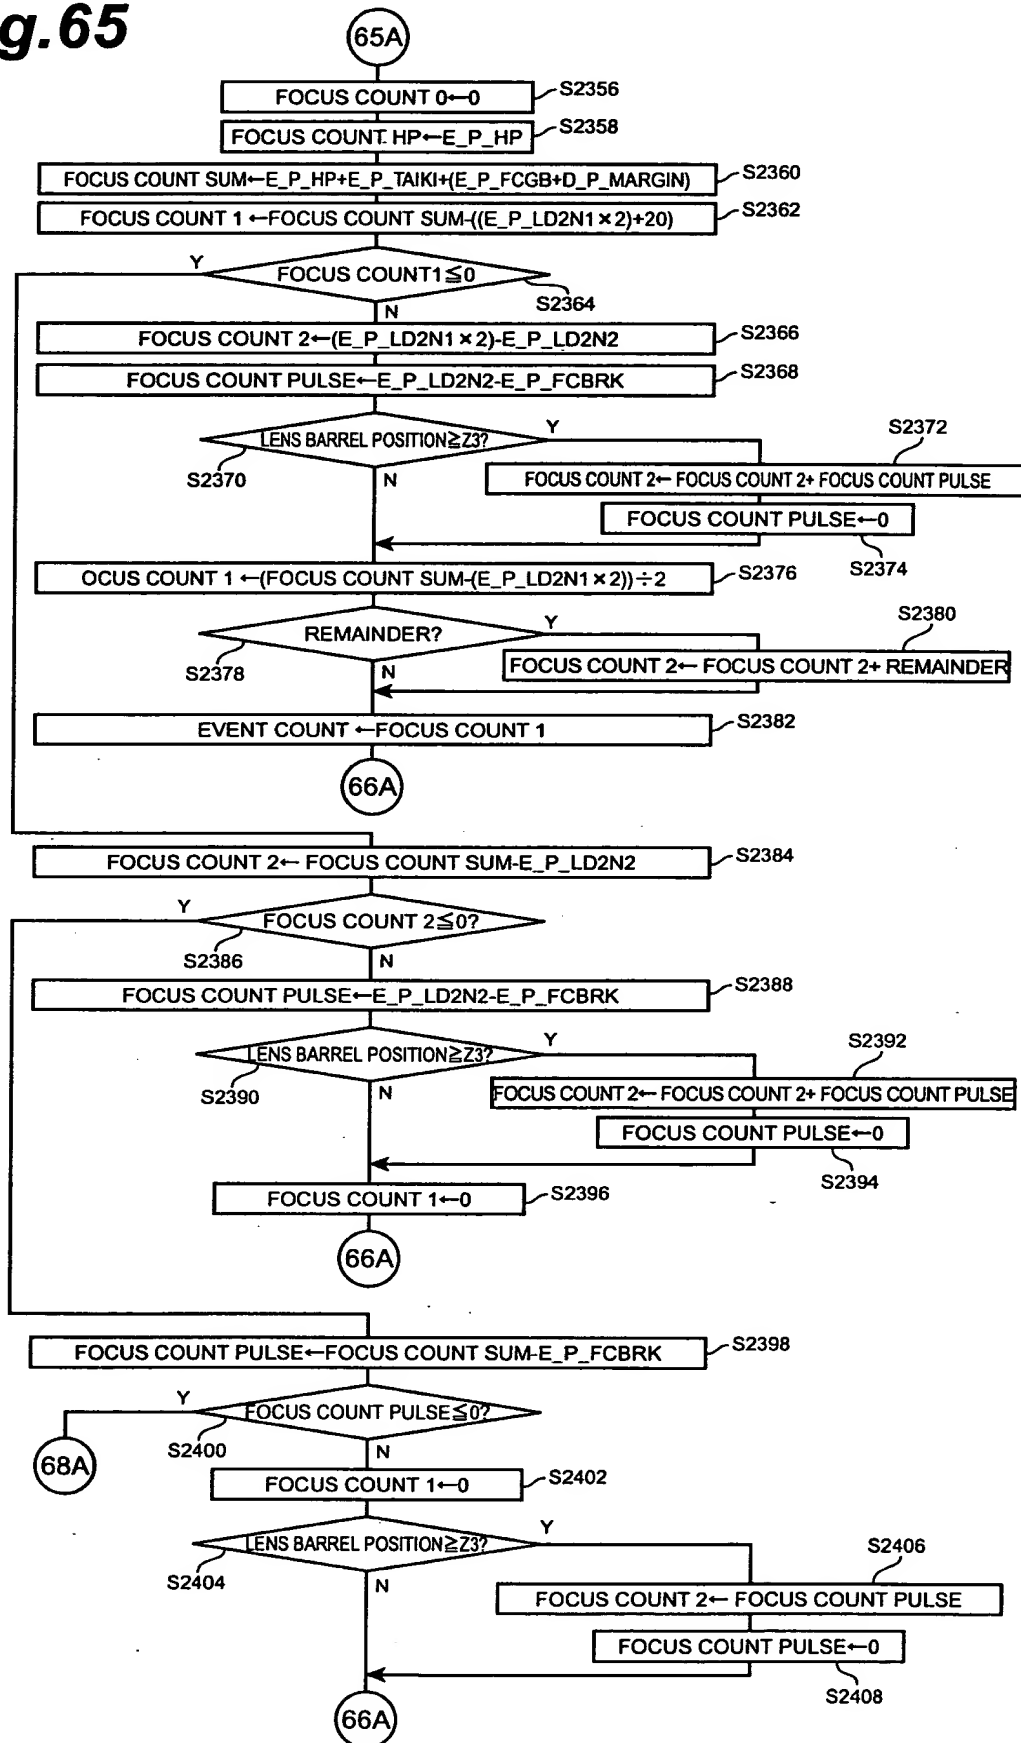 g.65
65A
FOCUS COUNT 0←0
S2356
FOCUS COUNT HP←E_P_HP
S2358
FOCUS COUNT SUM←E_P_HP+E_P_TAIKI+(E_P_FCGB+D_P_MARGIN)
S2360
FOCUS COUNT 1 ←FOCUS COUNT SUM-((E_P_LD2N1×2)+20)
S2362
Y
FOCUS COUNT1≦0
S2364
N
FOCUS COUNT 2←(E_P_LD2N1×2)-E_P_LD2N2
S2366
FOCUS COUNT PULSE←E_P_LD2N2-E_P_FCBRK
S2368
LENS BARREL POSITION≧Z3?
Y
S2372
S2370
N
FOCUS COUNT 2← FOCUS COUNT 2+ FOCUS COUNT PULSE
FOCUS COUNT PULSE←0
S2374
OCUS COUNT 1 ←(FOCUS COUNT SUM-(E_P_LD2N1×2))÷2
S2376
REMAINDER?
Y
S2380
S2378
N
FOCUS COUNT 2← FOCUS COUNT 2+ REMAINDER
EVENT COUNT ←FOCUS COUNT 1
S2382
66A
FOCUS COUNT 2← FOCUS COUNT SUM-E_P_LD2N2
S2384
Y
FOCUS COUNT 2≦0?
S2386
N
FOCUS COUNT PULSE←E_P_LD2N2-E_P_FCBRK
S2388
LENS BARREL POSITION≧Z3?
Y
S2392
S2390
N
FOCUS COUNT 2← FOCUS COUNT 2+ FOCUS COUNT PULSE
FOCUS COUNT PULSE←0
S2394
FOCUS COUNT 1←0
S2396
66A
FOCUS COUNT PULSE←FOCUS COUNT SUM-E_P_FCBRK
S2398
Y
FOCUS COUNT PULSE≦0?
S2400
N
68A
FOCUS COUNT 1←0
S2402
LENS BARREL POSITION≧Z3?
Y
S2406
S2404
N
FOCUS COUNT 2← FOCUS COUNT PULSE
FOCUS COUNT PULSE←0
S2408
66A